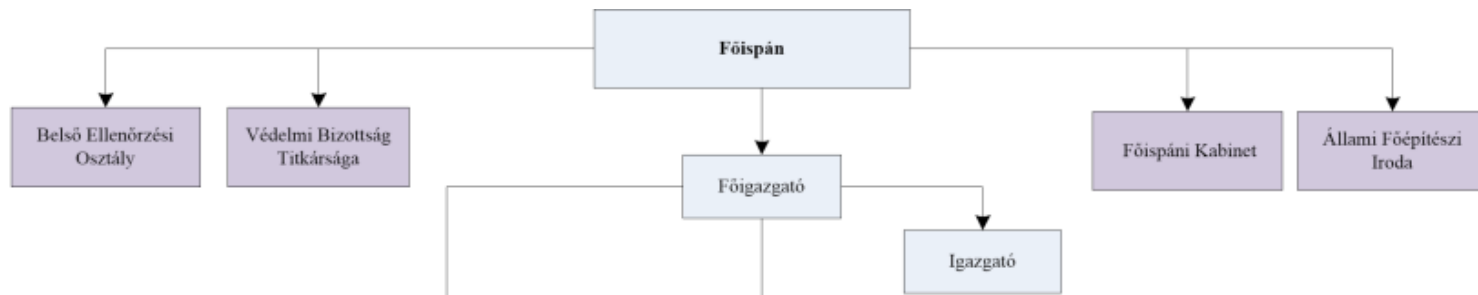 Főispán
Belső Ellenőrzési
Osztály
Védelmi Bizottság
Titkársága
Főispáni Kabinet
Állami Főépítészi
Iroda
Főigazgató
Igazgató